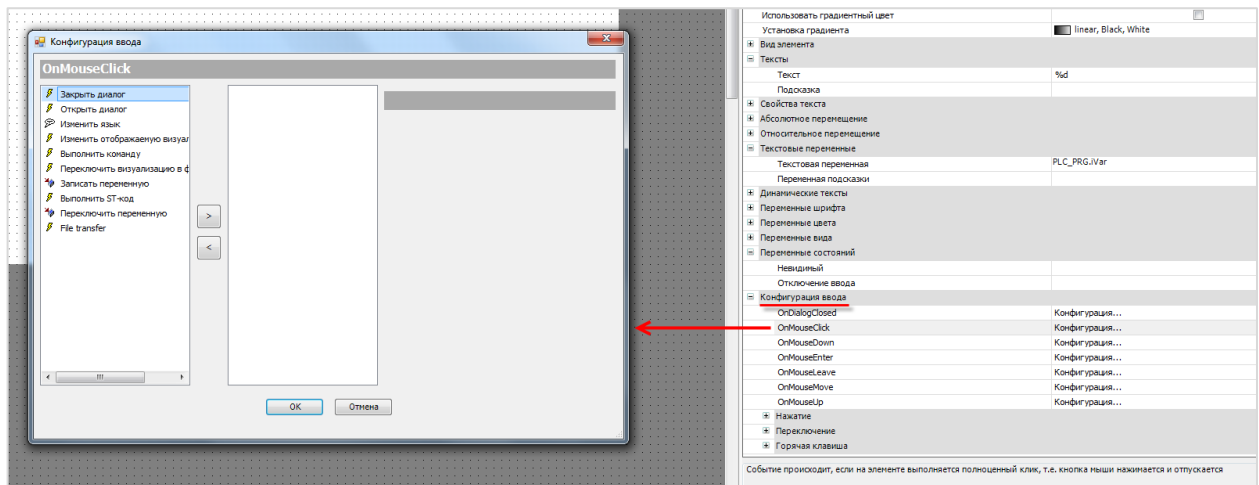 Конфигурация ввода
OnMouseClick
Закрыть диалог
Открыть диалог
Изменить язык
Изменить отображаемую визуал
Выполнить команду
Переключить визуализацию в ф
Записать переменную
Выполнить ST-код
Переключить переменную
File transfer
>
<
OK
Отмена
Использовать градиентный цвет
Установка градиента linear, Black, White
Вид элемента
Тексты
Текст %d
Подсказка
Свойства текста
Абсолютное перемещение
Относительное перемещение
Текстовые переменные
Текстовая переменная PLC_PRG.iVar
Переменная подсказки
Динамические тексты
Переменные шрифта
Переменные цвета
Переменные вида
Переменные состояний
Невидимый
Отключение ввода
Конфигурация ввода
OnDialogClosed Конфигурация...
OnMouseClick Конфигурация...
OnMouseDown Конфигурация...
OnMouseEnter Конфигурация...
OnMouseLeave Конфигурация...
OnMouseMove Конфигурация...
OnMouseUp Конфигурация...
Нажатие
Переключение
Горячая клавиша
Событие происходит, если на элементе выполняется полноценный клик, т.е. кнопка мыши нажимается и отпускается